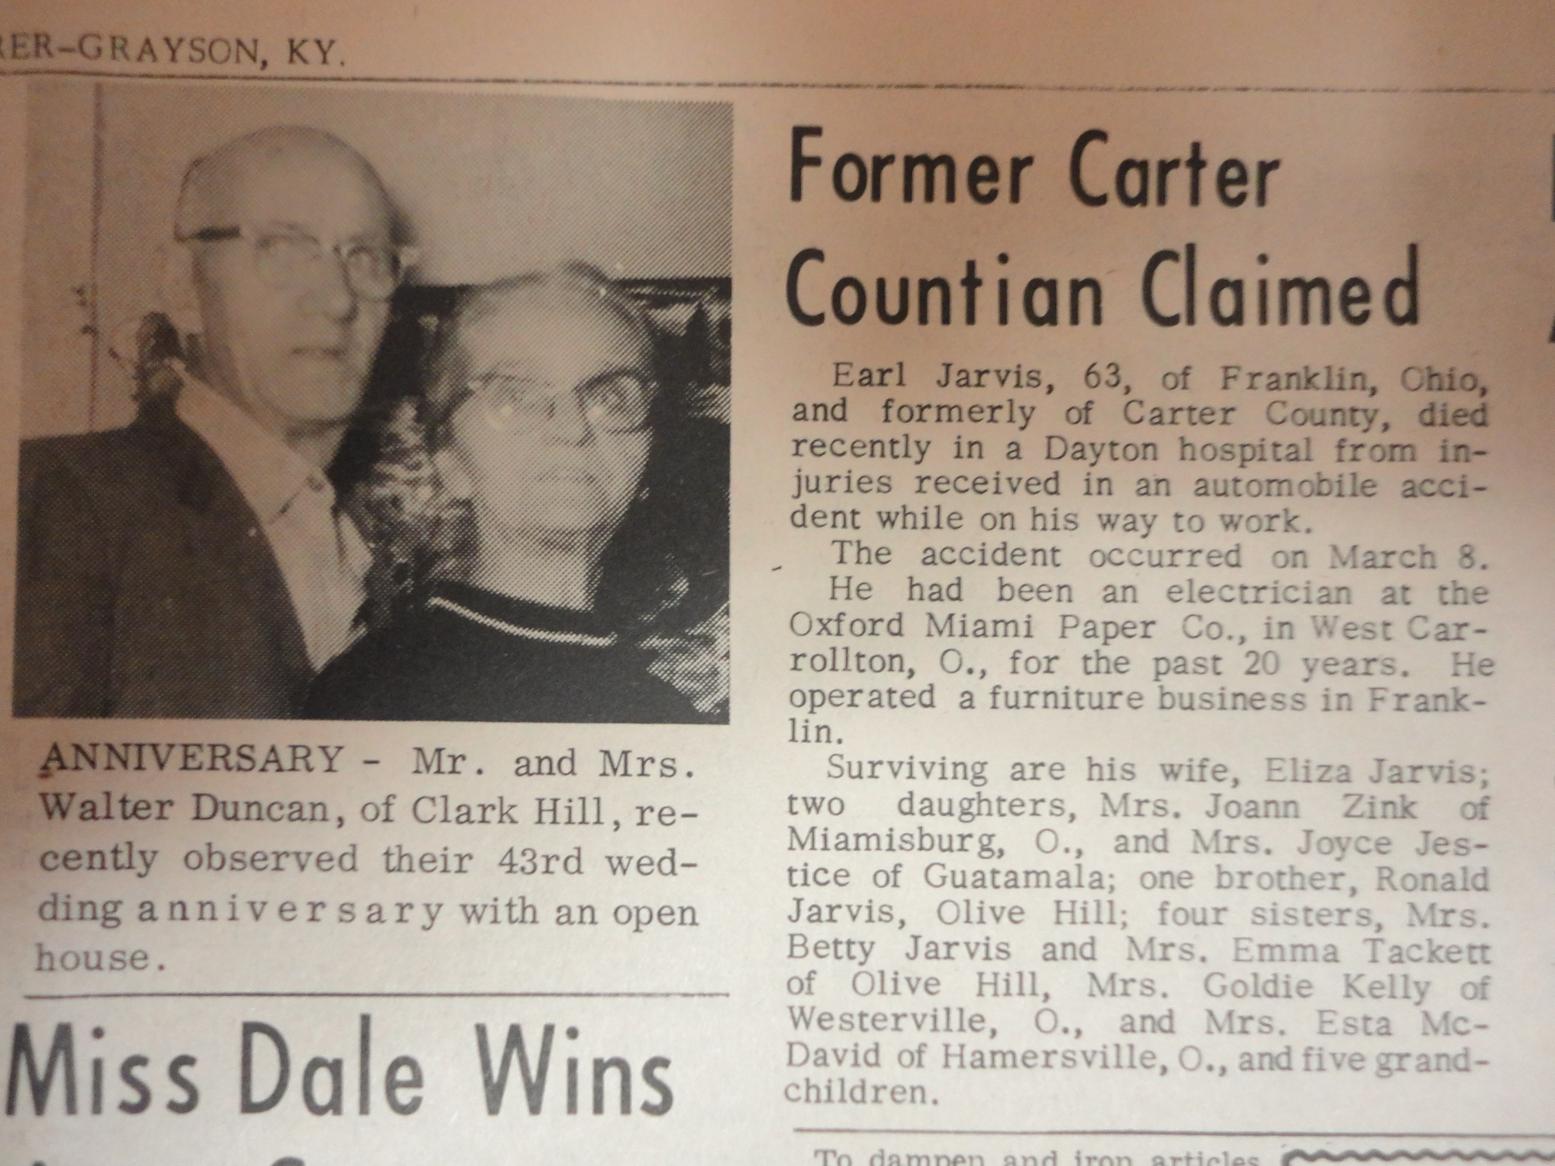 RER-GRAYSON, KY.
ANNIVERSARY - Mr. and Mrs.
Walter Duncan, of Clark Hill, re-
cently observed their 43rd wed-
ding anniversary with an open
house.
Miss Dale Wins
Former Carter
Countian Claimed
Earl Jarvis, 63, of Franklin, Ohio,
and formerly of Carter County, died
recently in a Dayton hospital from in-
juries received in an automobile acci-
dent while on his way to work.
The accident occurred on March 8.
He had been an electrician at the
Oxford Miami Paper Co., in West Car-
rollton, O., for the past 20 years. He
operated a furniture business in Frank-
lin.
Surviving are his wife, Eliza Jarvis;
two daughters, Mrs. Joann Zink of
Miamisburg, O., and Mrs. Joyce Jes-
tice of Guatamala; one brother, Ronald
Jarvis, Olive Hill; four sisters, Mrs.
Betty Jarvis and Mrs. Emma Tackett
of Olive Hill, Mrs. Goldie Kelly of
Westerville, O., and Mrs. Esta Mc-
David of Hamersville, O., and five grand-
children.
To dampen and iron articles